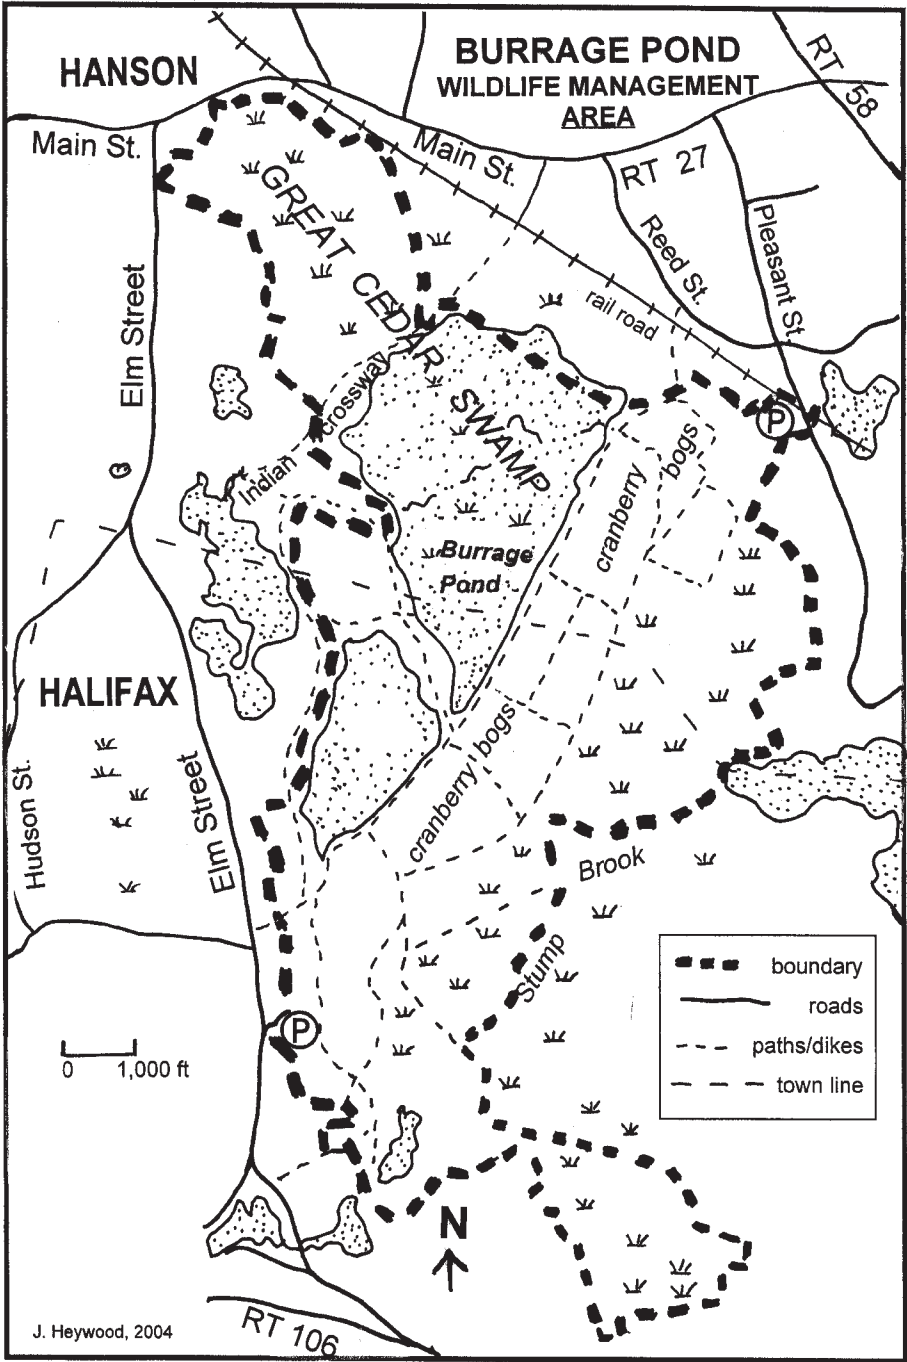 HANSON
BURRAGE POND
WILDLIFE MANAGEMENT
AREA
RT 58
Main St.
Main St.
RT 27
GREAT CEDAR SWAMP
Reed St.
Pleasant St.
rail road
Elm Street
Indian crossway
P
cranberry bogs
Burrage
Pond
HALIFAX
cranberry bogs
Hudson St.
Elm Street
Brook
Stump
boundary
roads
paths/dikes
town line
P
0 1,000 ft
N
J. Heywood, 2004
RT 106